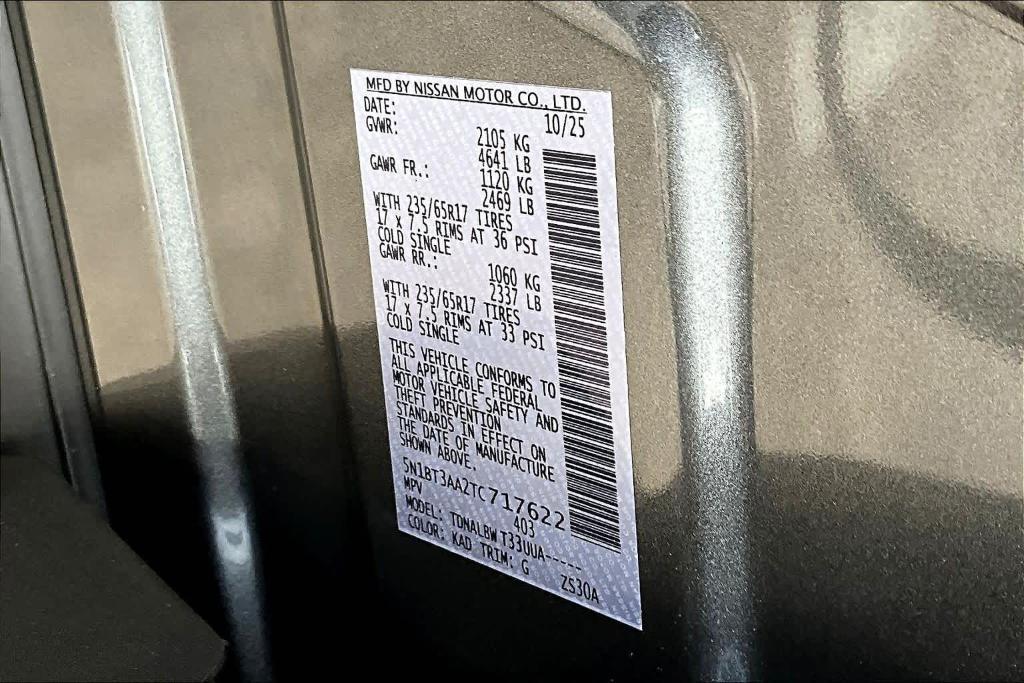 MFD BY NISSAN MOTOR CO., LTD.
DATE: 10/25
GVWR: 2105 KG
4641 LB
GAWR FR.: 1120 KG
2469 LB
WITH 235/65R17 TIRES
17 x 7.5 RIMS AT 36 PSI
COLD SINGLE
GAWR RR.: 1060 KG
2337 LB
WITH 235/65R17 TIRES
17 x 7.5 RIMS AT 33 PSI
COLD SINGLE
THIS VEHICLE CONFORMS TO
ALL APPLICABLE FEDERAL
MOTOR VEHICLE SAFETY AND
THEFT PREVENTION
STANDARDS IN EFFECT ON
THE DATE OF MANUFACTURE
SHOWN ABOVE.
5N1BT3AA2TC717622
MPV 403
MODEL: TDNALBW T33UUA-----
COLOR: KAD TRIM: G ZS30A